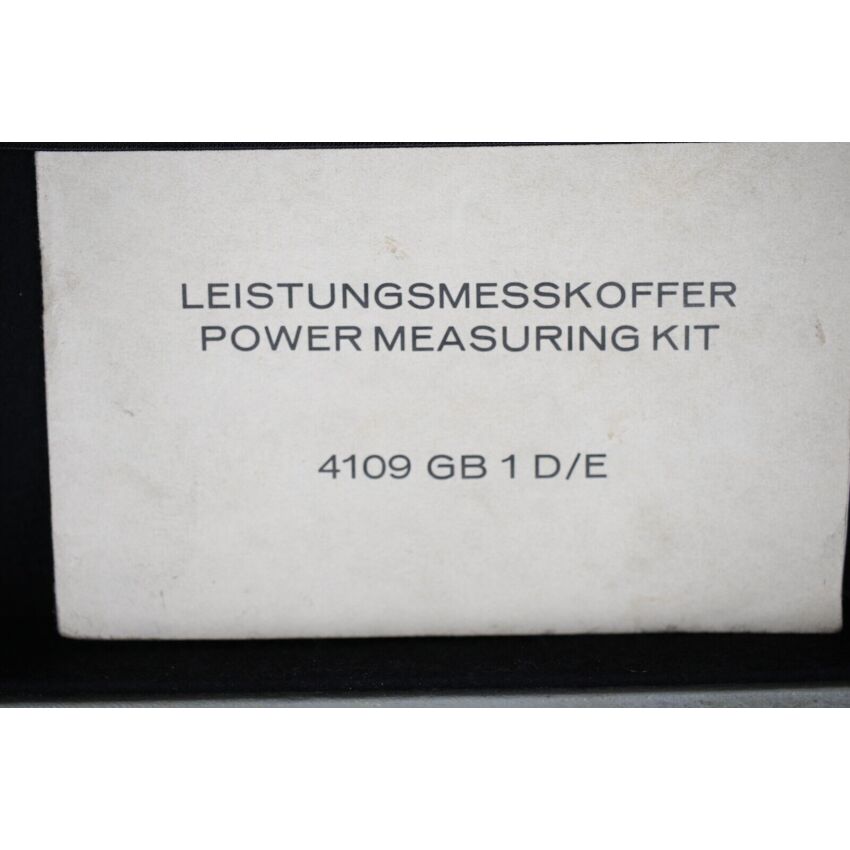 LEISTUNGSMESSKOFFER
POWER MEASURING KIT
4109 GB 1 D/E